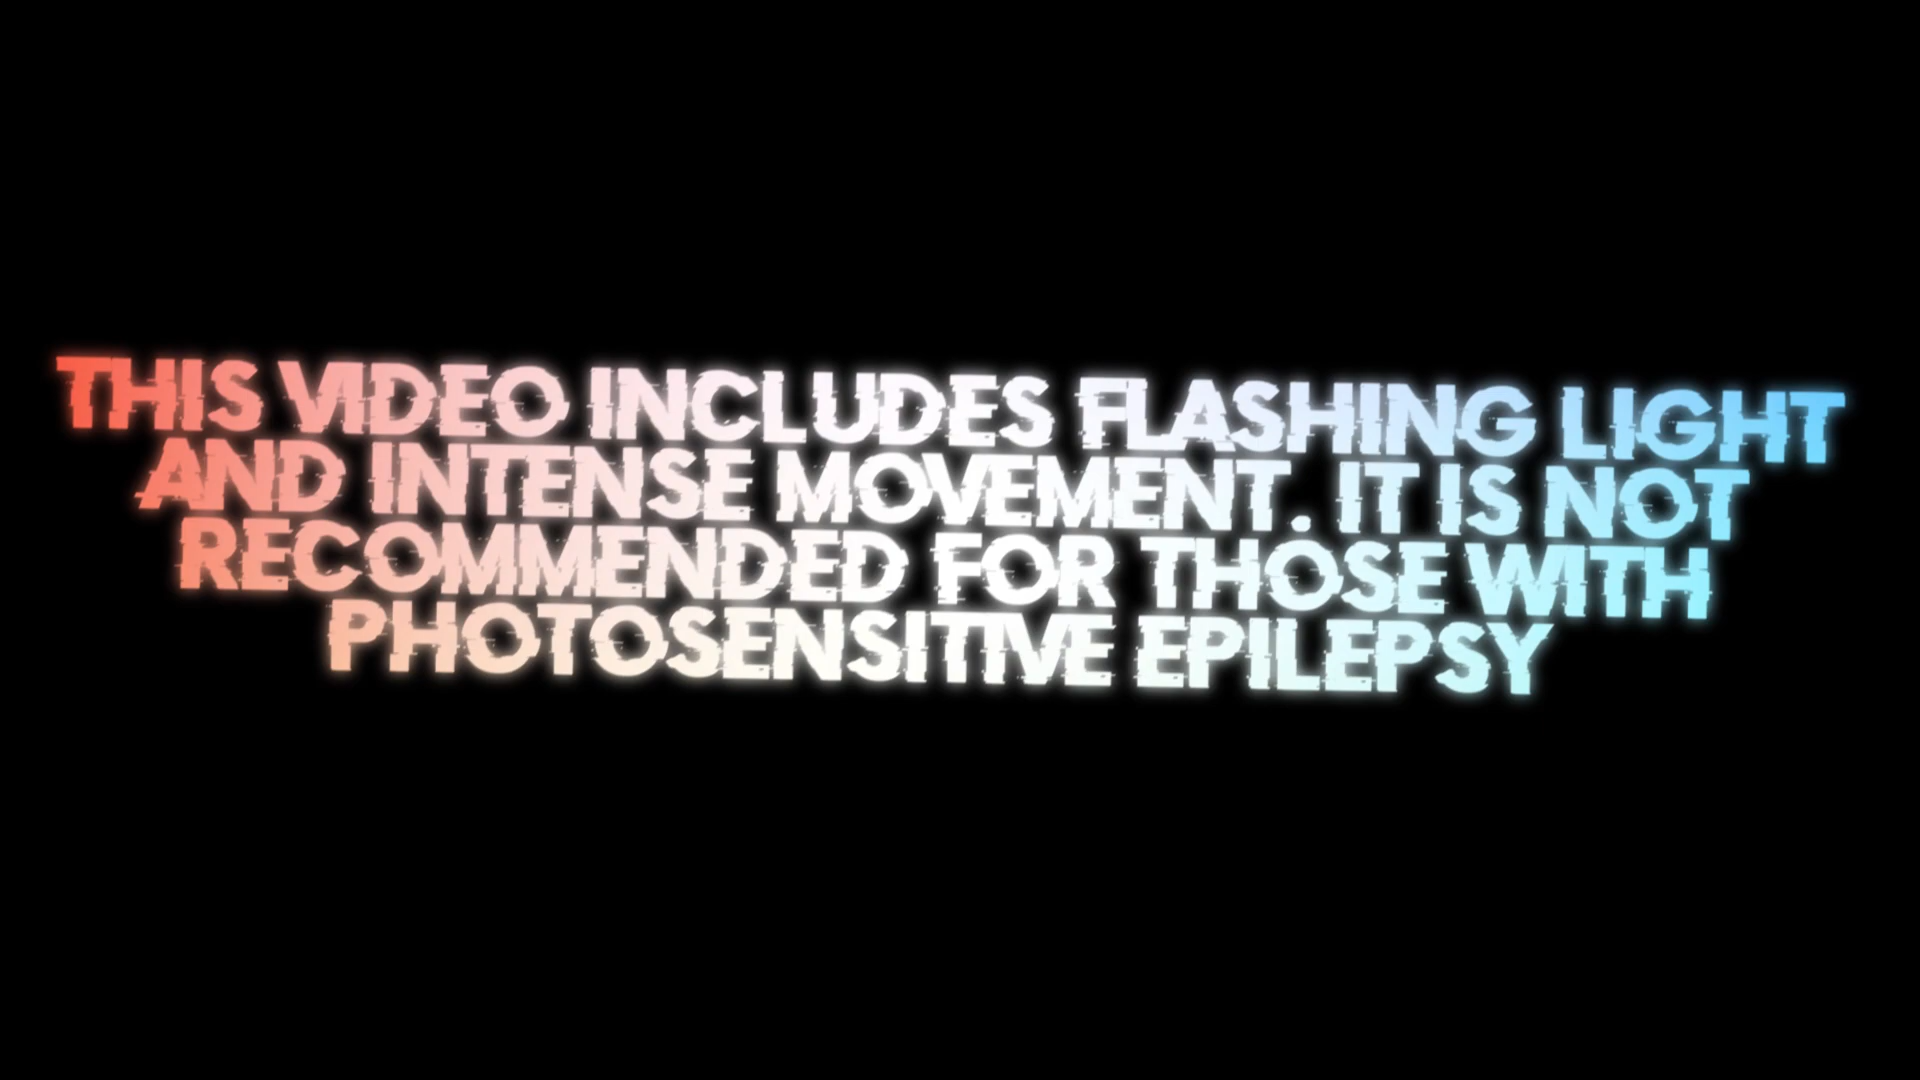 THIS VIDEO INCLUDES FLASHING LIGHT
AND INTENSE MOVEMENT. IT IS NOT
RECOMMENDED FOR THOSE WITH
PHOTOSENSITIVE EPILEPSY